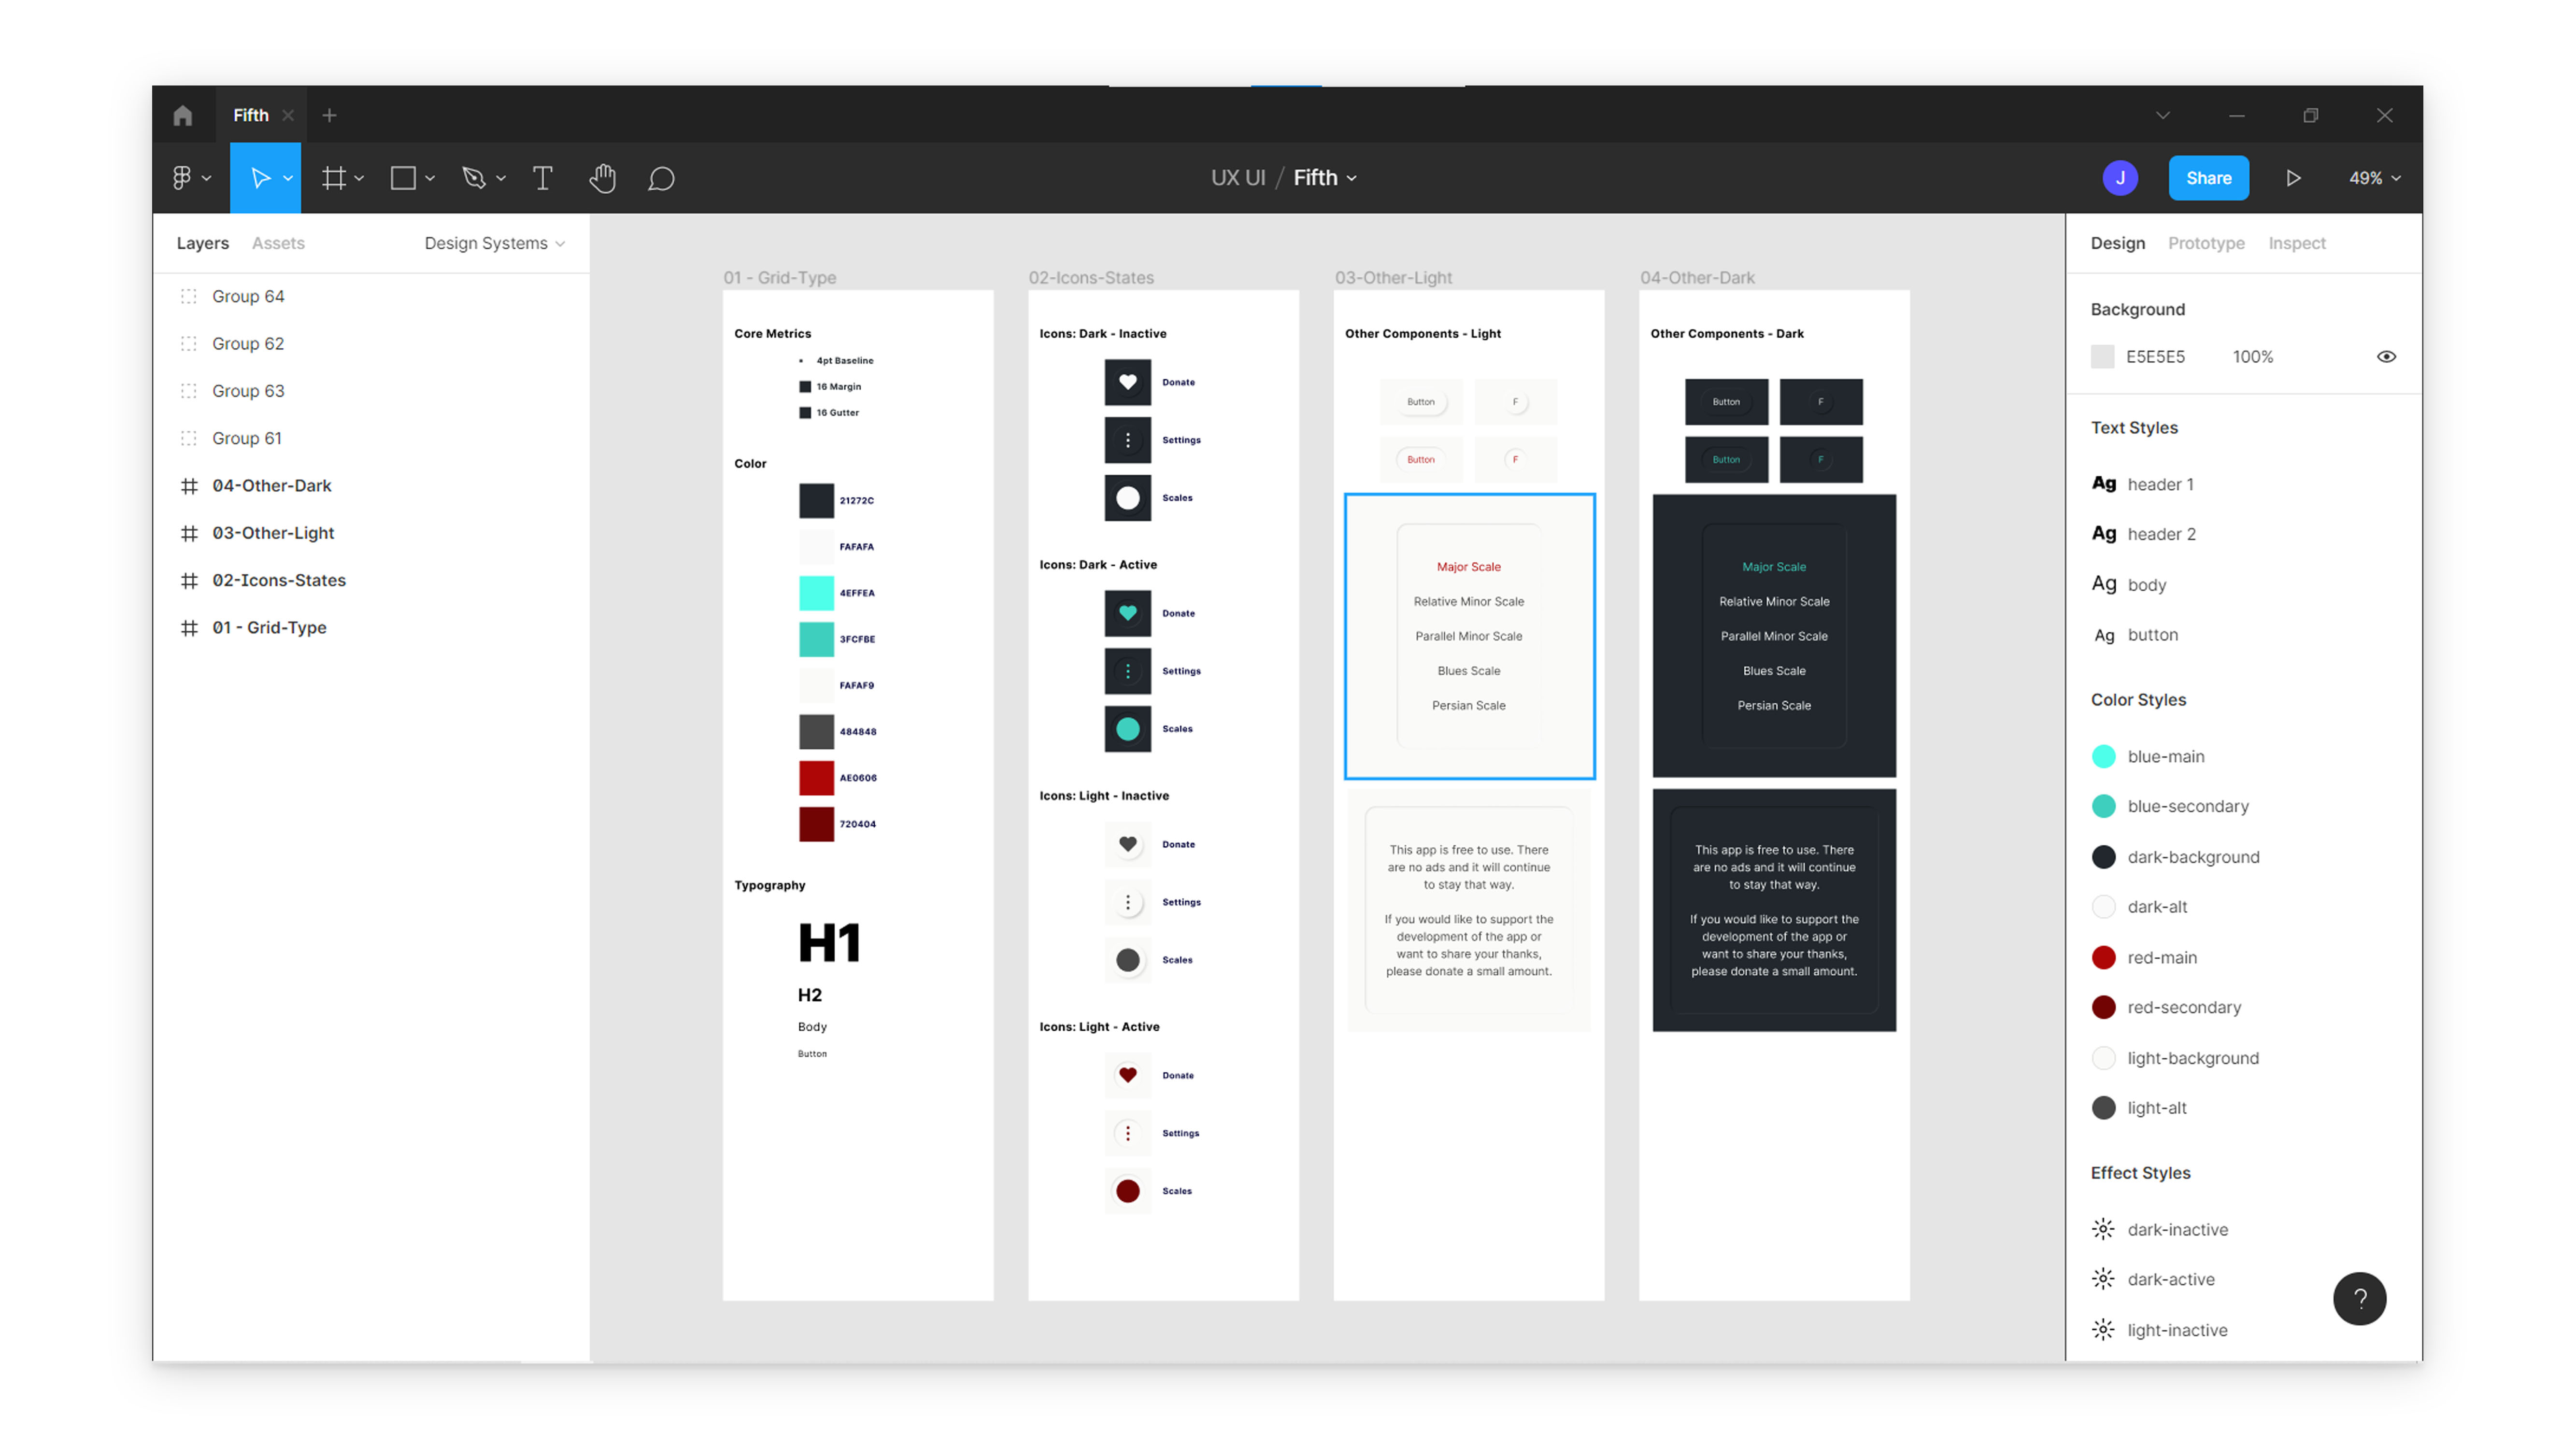 Fifth
UX UI / Fifth
J
Share
49%
Layers
Assets
Design Systems
Group 64
Group 62
Group 63
Group 61
04-Other-Dark
03-Other-Light
02-Icons-States
01 - Grid-Type
01 - Grid-Type
Core Metrics
4pt Baseline
16 Margin
16 Gutter
Color
21272C
FAFAFA
4EFFEA
3FCFBE
FAFAF9
484848
AE0606
720404
Typography
H1
H2
Body
Button
02-Icons-States
Icons: Dark - Inactive
Donate
Settings
Scales
Icons: Dark - Active
Donate
Settings
Scales
Icons: Light - Inactive
Donate
Settings
Scales
Icons: Light - Active
Donate
Settings
Scales
03-Other-Light
Other Components - Light
Button
F
Button
F
Major Scale
Relative Minor Scale
Parallel Minor Scale
Blues Scale
Persian Scale
This app is free to use. There
are no ads and it will continue
to stay that way.
If you would like to support the
development of the app or
want to share your thanks,
please donate a small amount.
04-Other-Dark
Other Components - Dark
Button
F
Button
F
Major Scale
Relative Minor Scale
Parallel Minor Scale
Blues Scale
Persian Scale
This app is free to use. There
are no ads and it will continue
to stay that way.
If you would like to support the
development of the app or
want to share your thanks,
please donate a small amount.
Design
Prototype
Inspect
Background
E5E5E5
100%
Text Styles
Ag header 1
Ag header 2
Ag body
Ag button
Color Styles
blue-main
blue-secondary
dark-background
dark-alt
red-main
red-secondary
light-background
light-alt
Effect Styles
dark-inactive
dark-active
light-inactive
?